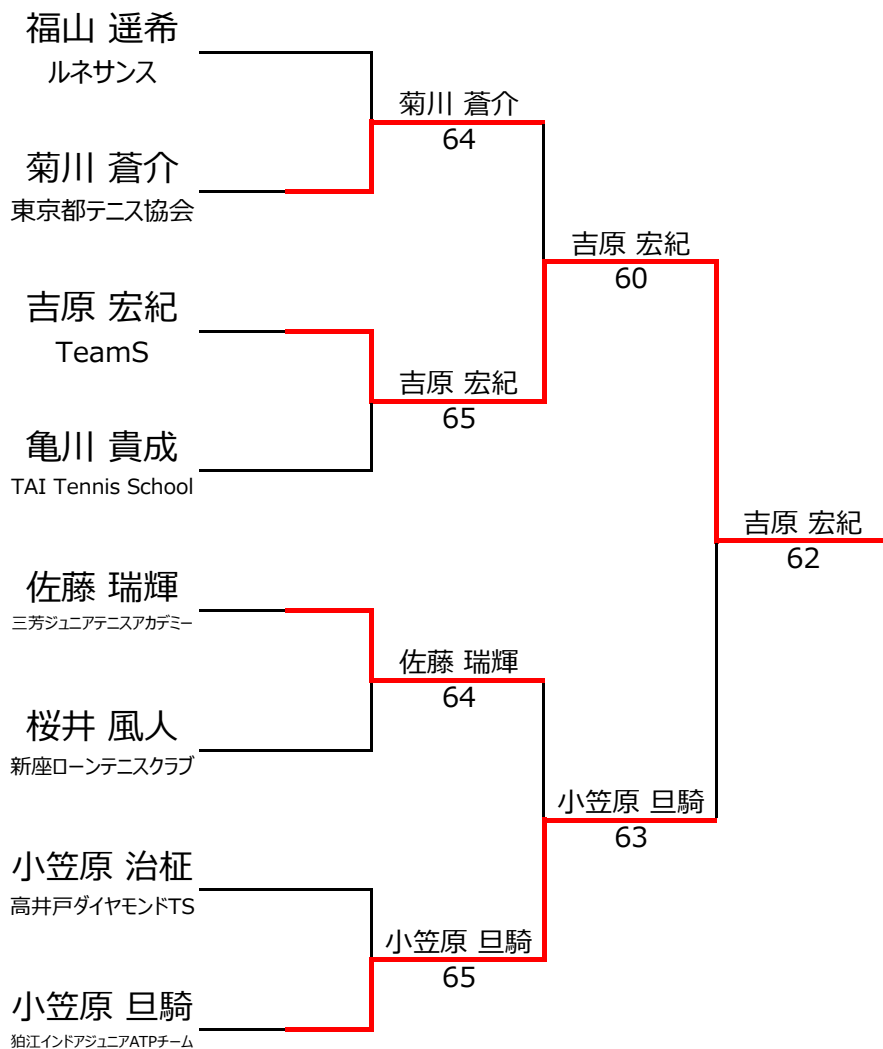 福山 遥希
ルネサンス
菊川 蒼介
64
菊川 蒼介
東京都テニス協会
吉原 宏紀
60
吉原 宏紀
TeamS
吉原 宏紀
65
亀川 貴成
TAI Tennis School
吉原 宏紀
62
佐藤 瑞輝
三芳ジュニアテニスアカデミー
佐藤 瑞輝
64
桜井 風人
新座ローンテニスクラブ
小笠原 旦騎
63
小笠原 治柾
高井戸ダイヤモンドTS
小笠原 旦騎
65
小笠原 旦騎
狛江インドアジュニアATPチーム